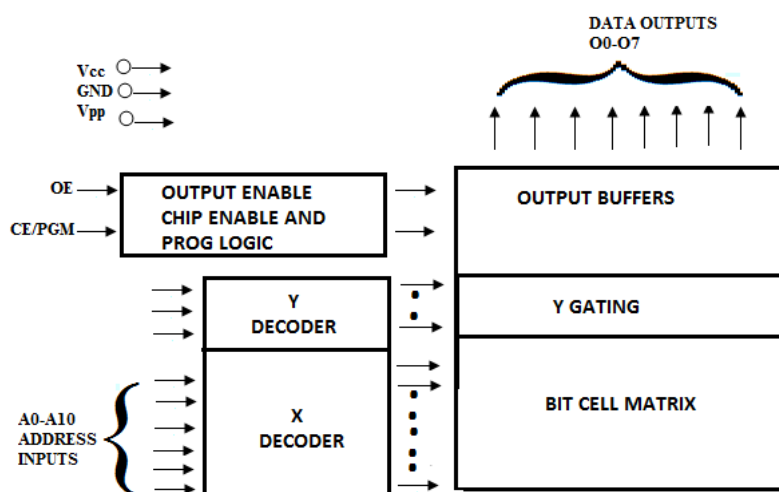 DATA OUTPUTS
O0-O7
Vcc
GND
Vpp
OE
CE/PGM
OUTPUT ENABLE
CHIP ENABLE AND
PROG LOGIC
OUTPUT BUFFERS
Y
DECODER
Y GATING
X
DECODER
BIT CELL MATRIX
A0-A10
ADDRESS
INPUTS